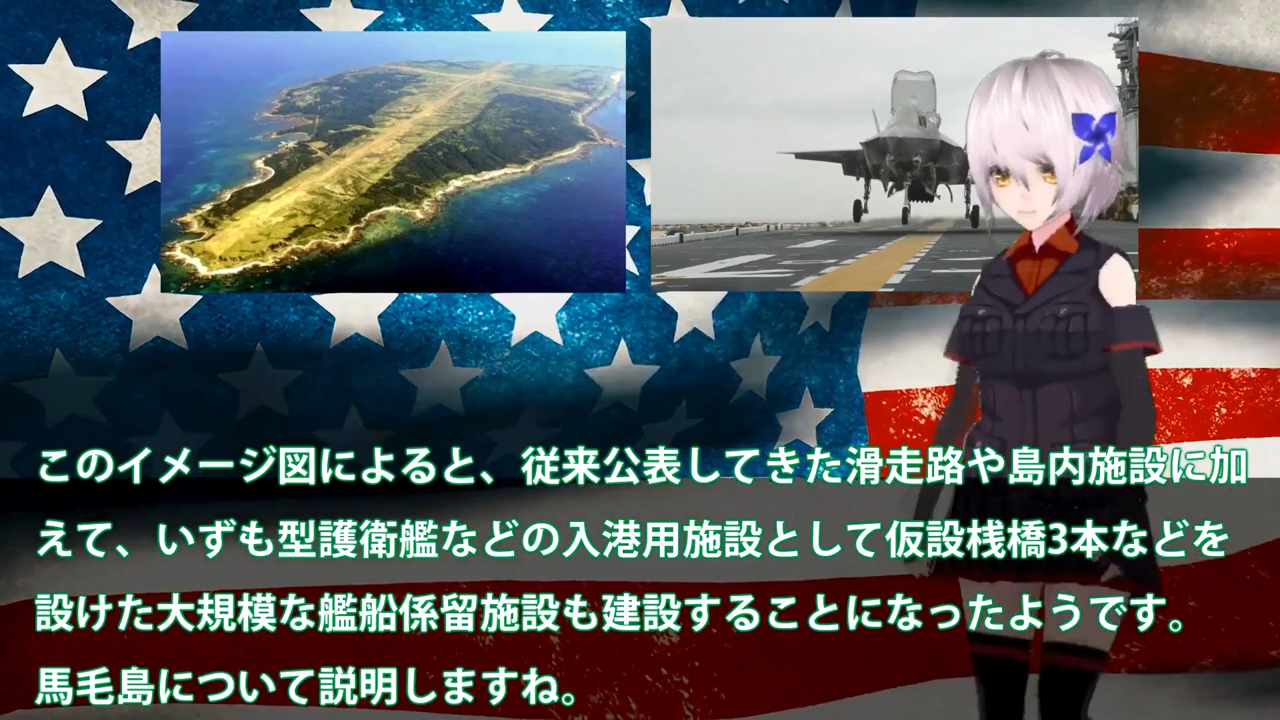 このイメージ図によると、従来公表してきた滑走路や島内施設に加
えて、いずも型護衛艦などの入港用施設として仮設桟橋3本などを
設けた大規模な艦船係留施設も建設することになったようです。
馬毛島について説明しますね。